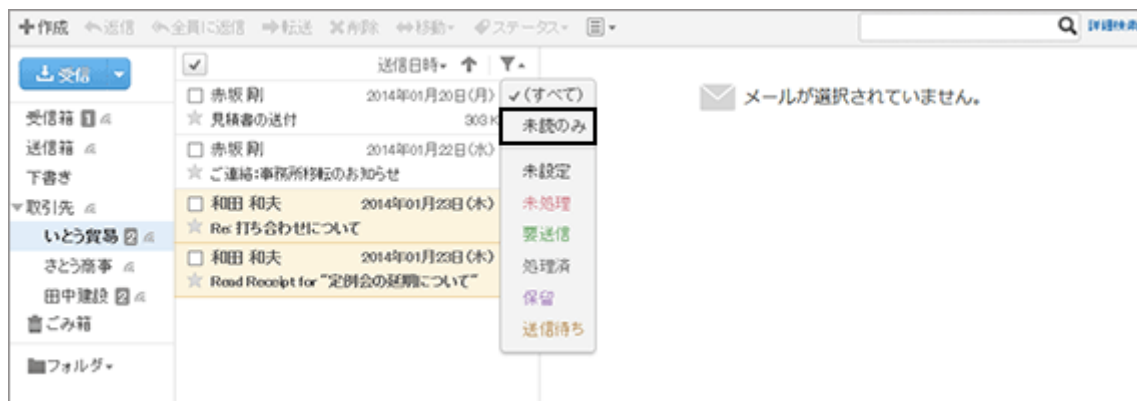 作成 返信 全員に返信 転送 削除 移動 ステータス 詳細検索
受信
受信箱 1
送信箱
下書き
取引先
いとう貿易 2
さとう商事
田中建設 2
ごみ箱
フォルダ
送信日時
赤坂 剛 2014年01月20日(月)
見積書の送付 303 K
赤坂 剛 2014年01月22日(水)
ご連絡:事務所移転のお知らせ
和田 和夫 2014年01月23日(木)
Re: 打ち合わせについて
和田 和夫 2014年01月23日(木)
Read Receipt for "定例会の延期について"
(すべて)
未読のみ
未設定
未処理
要送信
処理済
保留
送信待ち
メールが選択されていません。